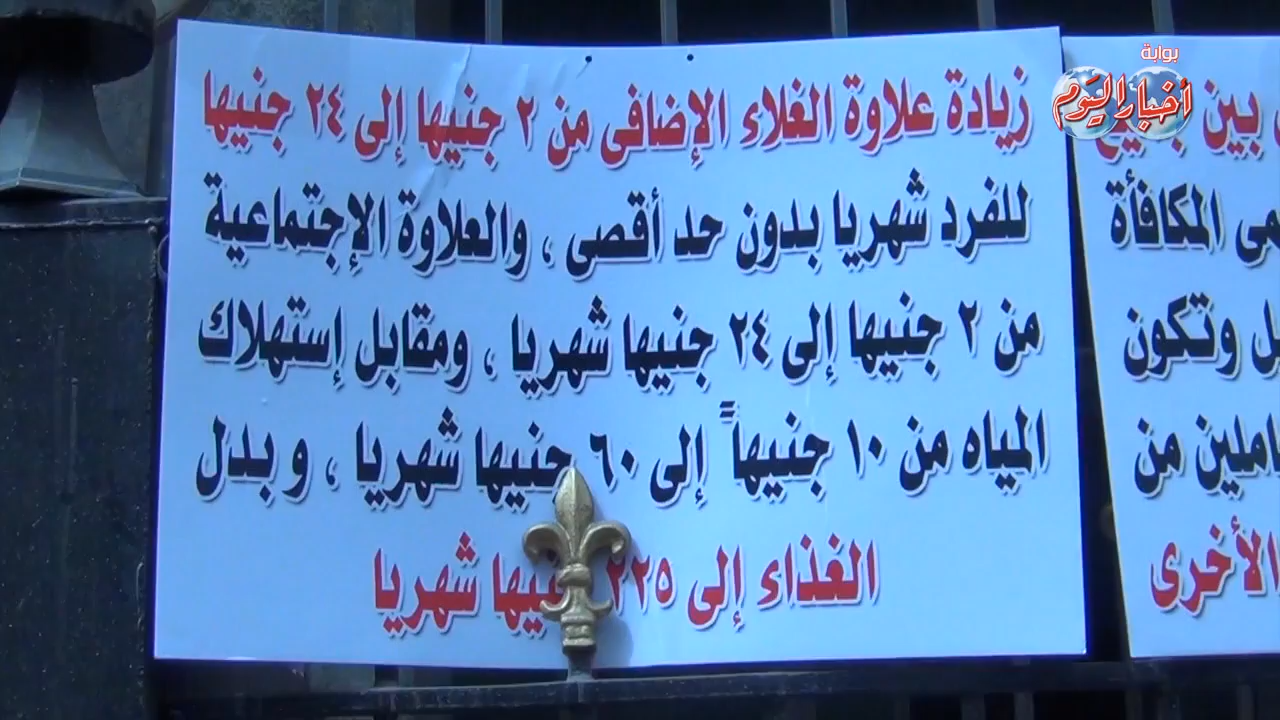 بوابة
أخبار اليوم
زيادة علاوة الغلاء الإضافى من ٢ جنيها إلى ٢٤ جنيها
للفرد شهريا بدون حد أقصى ، والعلاوة الإجتماعية
من ٢ جنيها إلى ٢٤ جنيها شهريا ، ومقابل إستهلاك
المياه من ١٠ جنيهاً إلى ٦٠ جنيها شهريا ، و بدل
الغذاء إلى ٢٢٥ جنيها شهريا
بين
المكافأة
وتكون
من
الأخرى